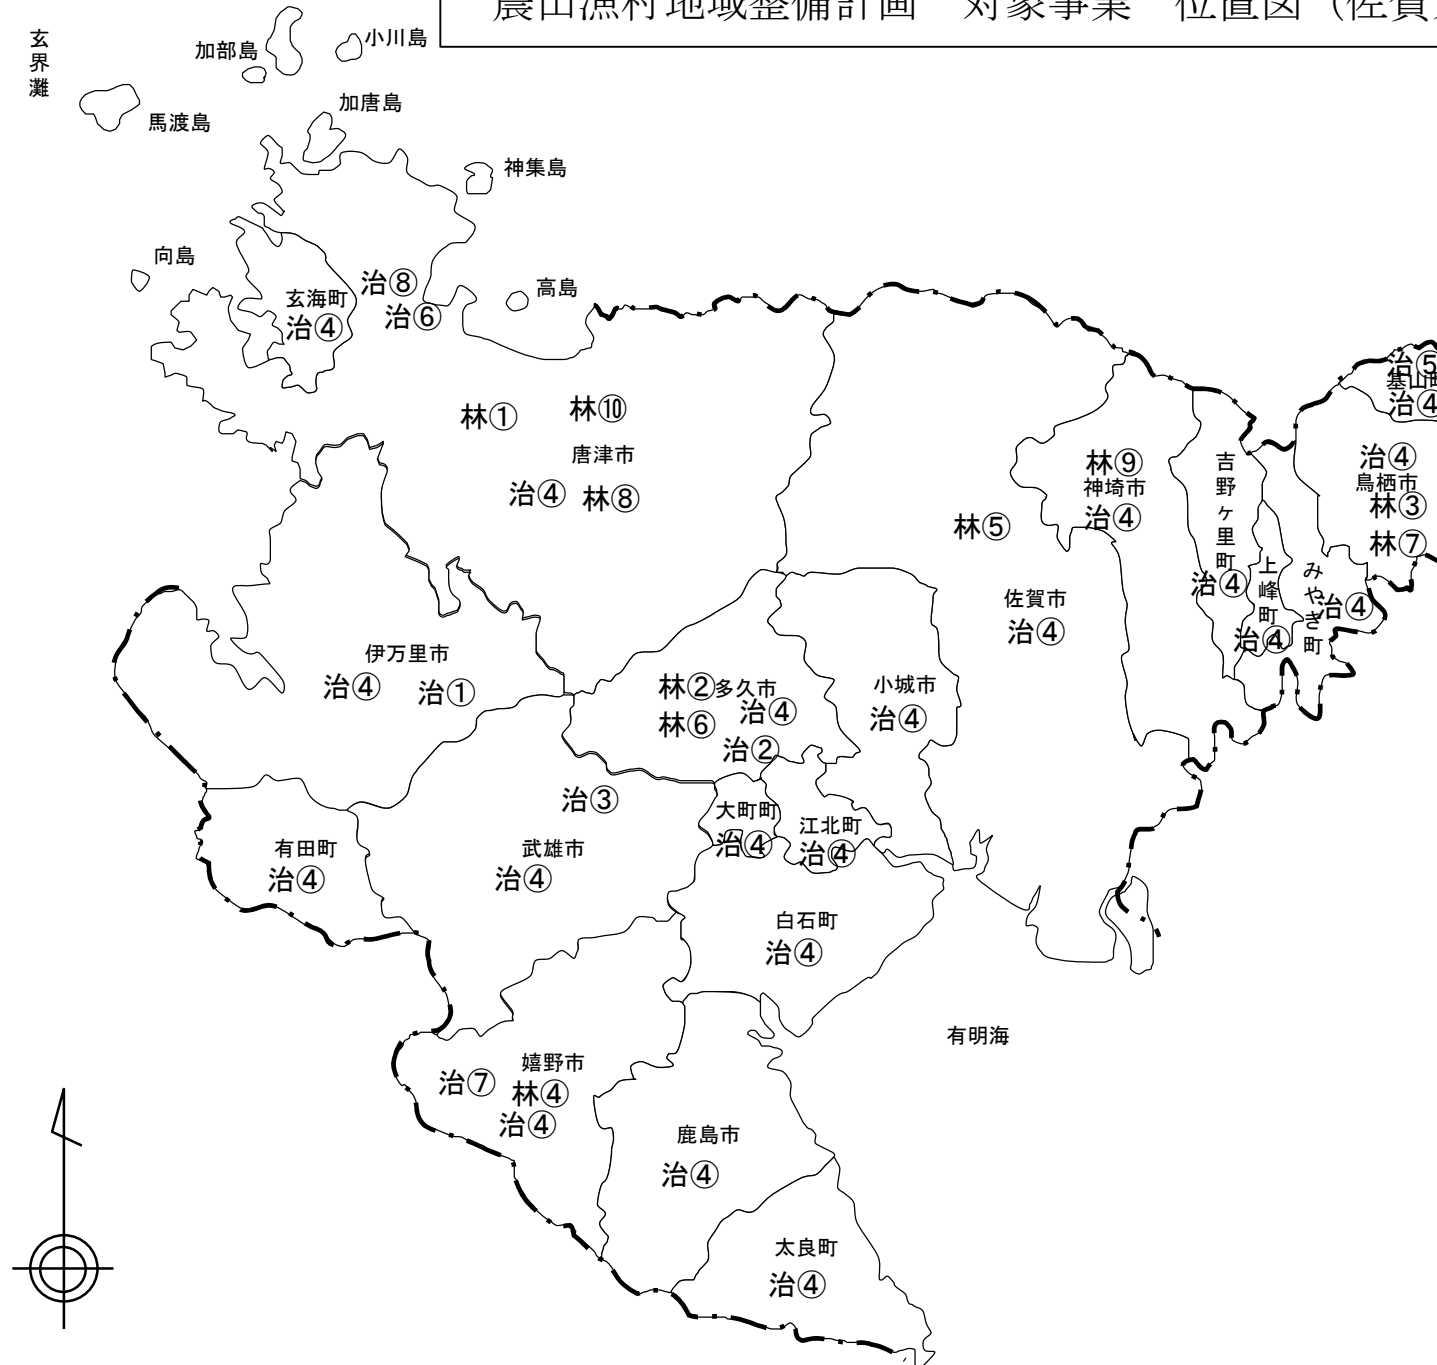 農山漁村地域整備計画　対象事業　位置図（佐賀
玄界灘
加部島
小川島
馬渡島
加唐島
神集島
向島
高島
治⑧
玄海町
治⑥
治④
治⑤
基山町
治④
林①
林⑩
唐津市
治④
林⑧
林⑨
神埼市
治④
吉野ヶ里町
治④
治④
鳥栖市
林③
林⑦
林⑤
上峰町
治④
みやき町
治④
佐賀市
治④
伊万里市
治④
治①
林②
多久市
治④
林⑥
治②
小城市
治④
治③
大町町
治④
江北町
治④
有田町
治④
武雄市
治④
白石町
治④
有明海
嬉野市
治⑦
林④
治④
鹿島市
治④
太良町
治④